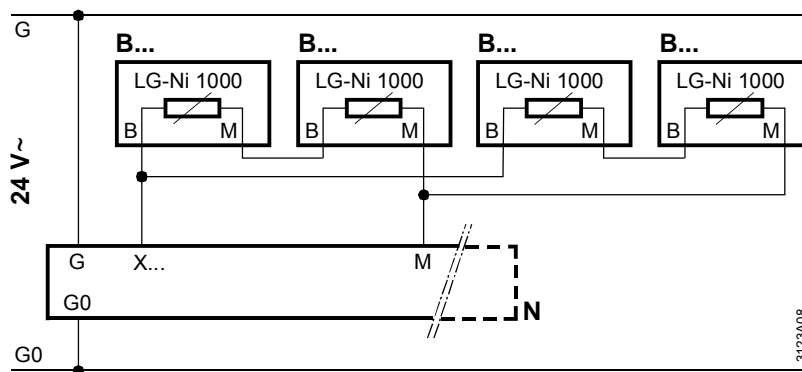 G
B... B... B... B...
LG-Ni 1000 LG-Ni 1000 LG-Ni 1000 LG-Ni 1000
B M B M B M B M
24 V~
G X... M
G0
N
G0
3123A08